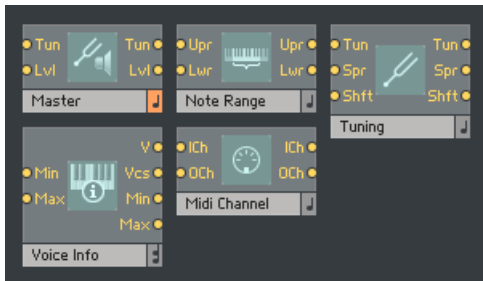 Tun Tun
Lvl Lvl
Master
Upr Upr
Lwr Lwr
Note Range
Tun Tun
Spr Spr
Shft Shft
Tuning
V
Min Vcs
Max Min
Max
Voice Info
ICh ICh
OCh OCh
Midi Channel